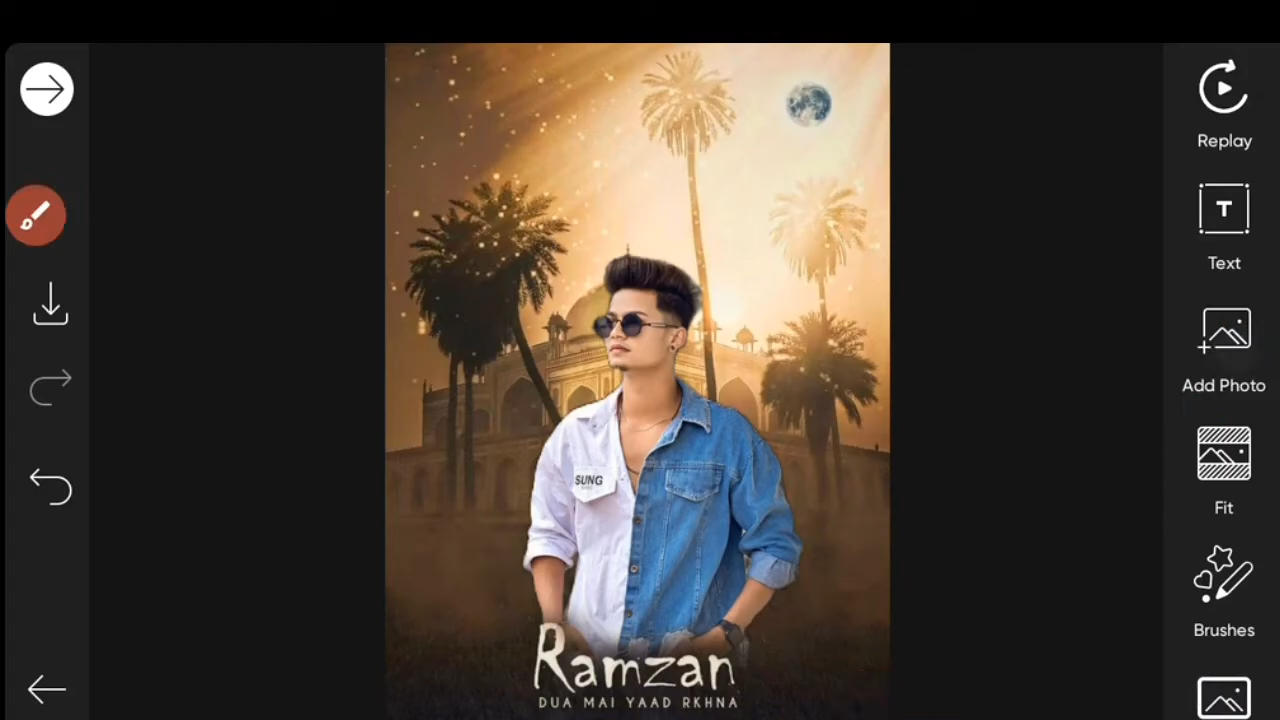 Replay
Text
Add Photo
Fit
Brushes
SUNG
Ramzan
DUA MAI YAAD RKHNA